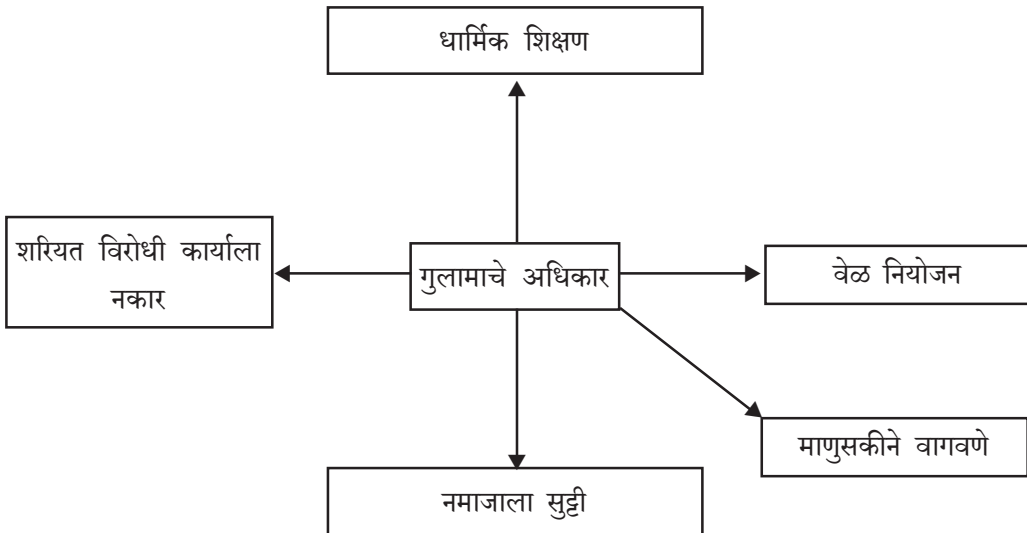 धार्मिक शिक्षण
शरियत विरोधी कार्याला
नकार
गुलामाचे अधिकार
वेळ नियोजन
माणुसकीने वागवणे
नमाजाला सुट्टी